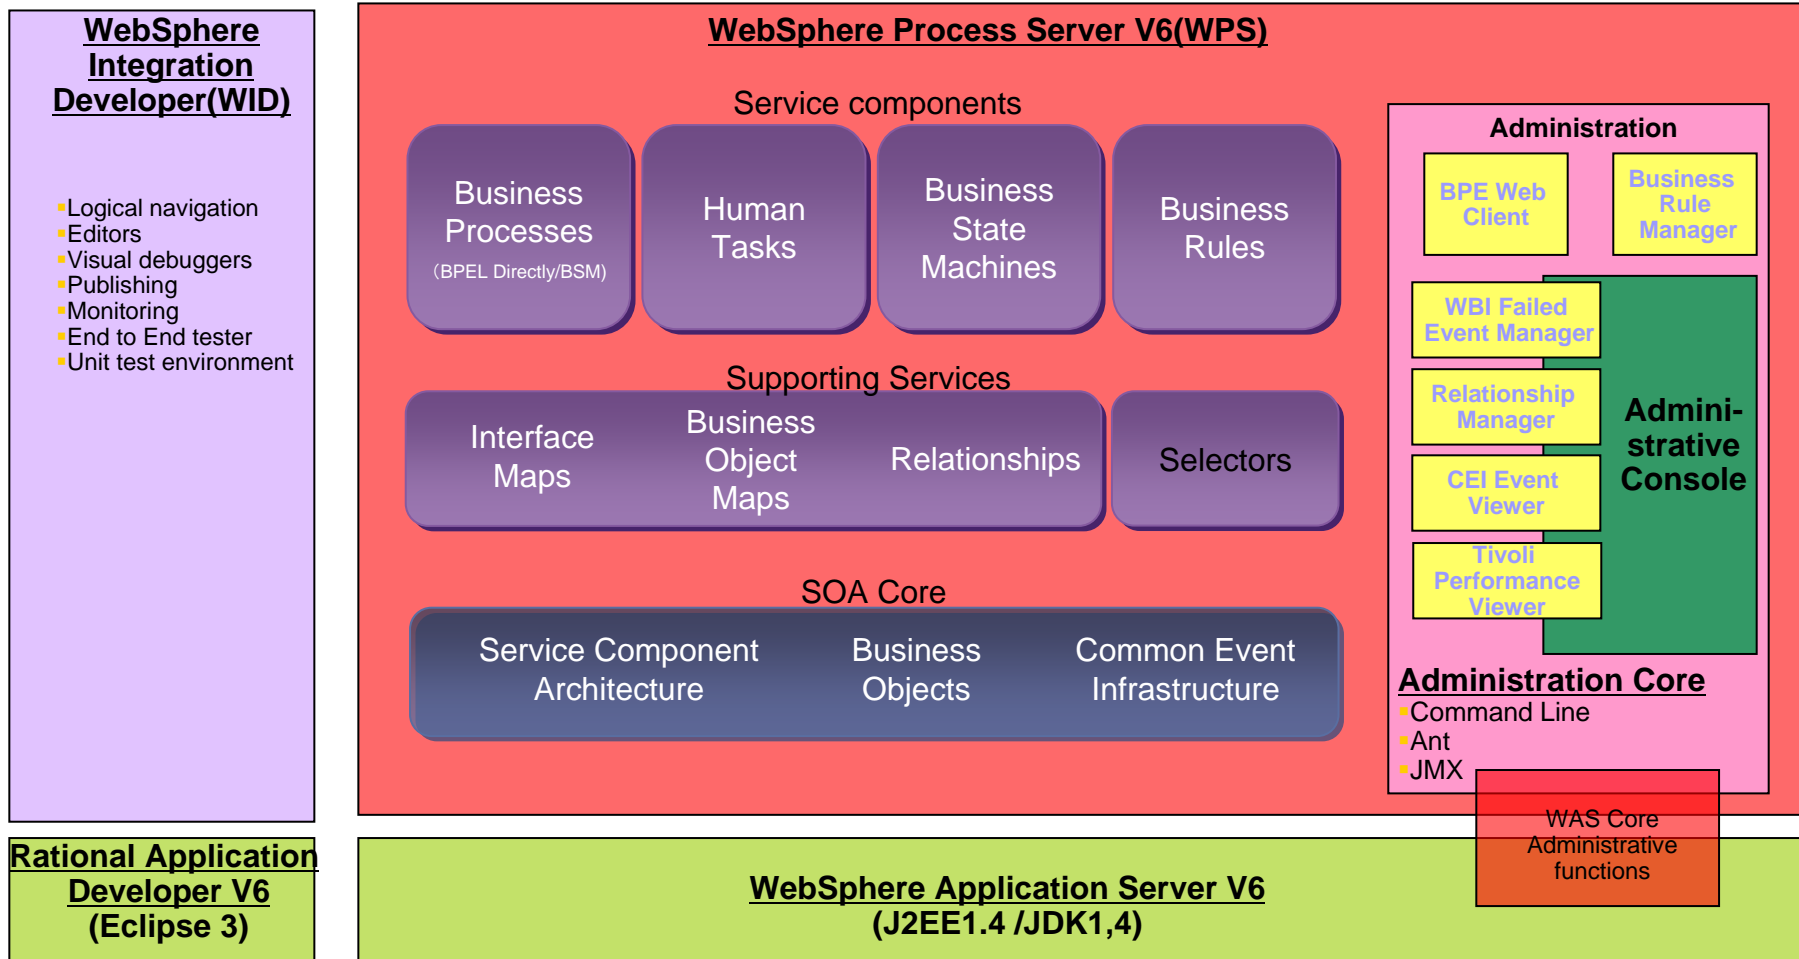 WebSphere
Integration
Developer(WID)
▪Logical navigation
▪Editors
▪Visual debuggers
▪Publishing
▪Monitoring
▪End to End tester
▪Unit test environment
Rational Application
Developer V6
(Eclipse 3)
WebSphere Process Server V6(WPS)
Service components
Business
Processes
（BPEL Directly/BSM)
Human
Tasks
Business
State
Machines
Business
Rules
Supporting Services
Interface
Maps
Business
Object
Maps
Relationships
Selectors
SOA Core
Service Component
Architecture
Business
Objects
Common Event
Infrastructure
Administration
BPE Web
Client
Business
Rule
Manager
WBI Failed
Event Manager
Relationship
Manager
CEI Event
Viewer
Tivoli
Performance
Viewer
Admini-
strative
Console
Administration Core
▪Command Line
▪Ant
▪JMX
WAS Core
Administrative
functions
WebSphere Application Server V6
(J2EE1.4 /JDK1,4)